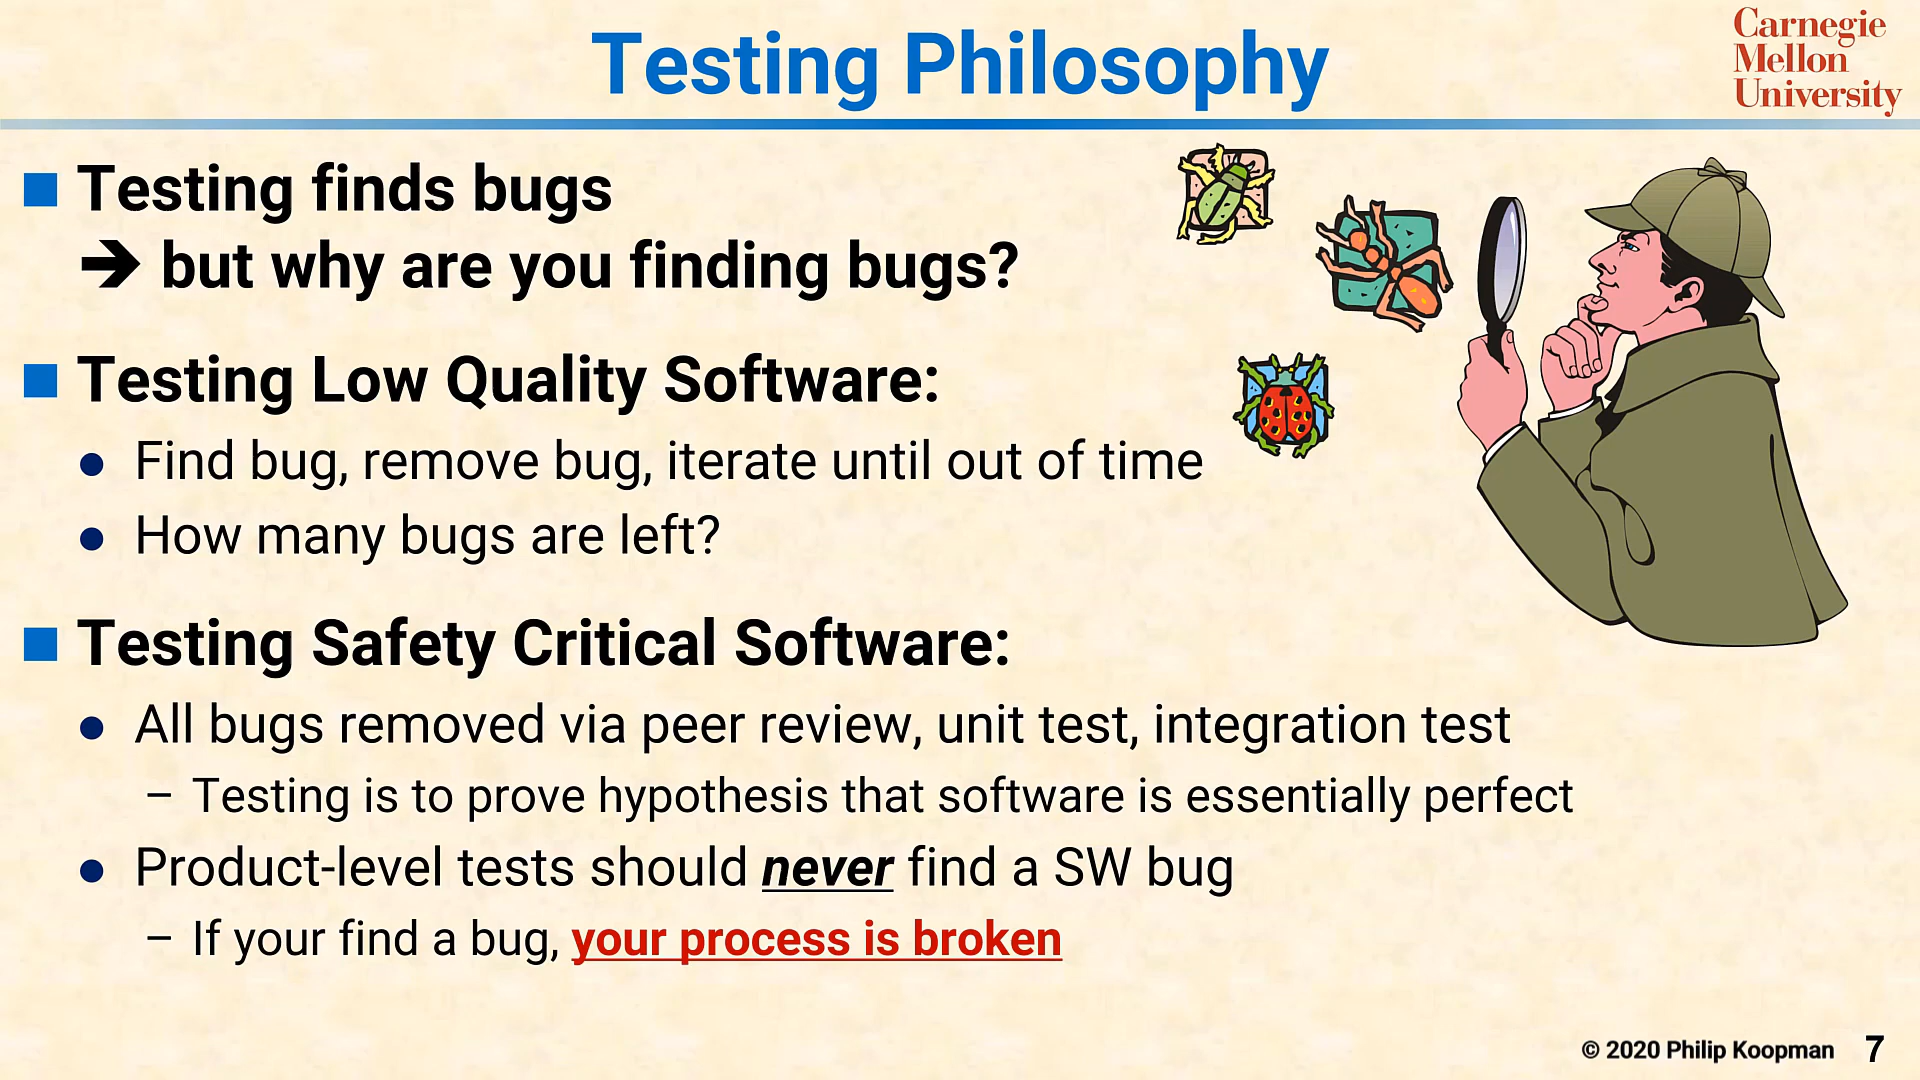 Testing Philosophy
Carnegie
Mellon
University
■ Testing finds bugs
➔ but why are you finding bugs?
■ Testing Low Quality Software:
● Find bug, remove bug, iterate until out of time
● How many bugs are left?
■ Testing Safety Critical Software:
● All bugs removed via peer review, unit test, integration test
– Testing is to prove hypothesis that software is essentially perfect
● Product-level tests should never find a SW bug
– If your find a bug, your process is broken
© 2020 Philip Koopman 7